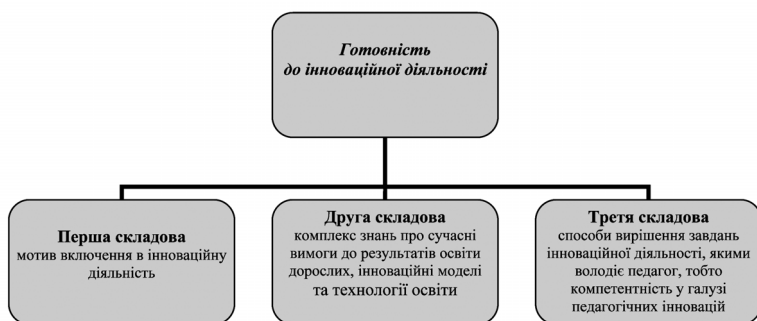 Готовність
до інноваційної діяльності
Перша складова
мотив включення в інноваційну
діяльність
Друга складова
комплекс знань про сучасні
вимоги до результатів освіти
дорослих, інноваційні моделі
та технології освіти
Третя складова
способи вирішення завдань
інноваційної діяльності, якими
володіє педагог, тобто
компетентність у галузі
педагогічних інновацій